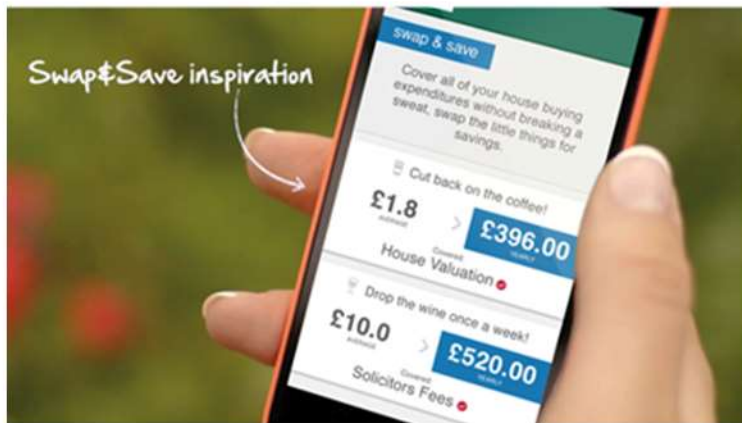 Swap&Save inspiration
swap & save
Cover all of your house buying
expenditures without breaking a
sweat, swap the little things for
savings.
Cut back on the coffee!
£1.8
AVERAGE
£396.00
YEARLY
Covered
House Valuation
Drop the wine once a week!
£10.0
AVERAGE
£520.00
YEARLY
Covered
Solicitors Fees